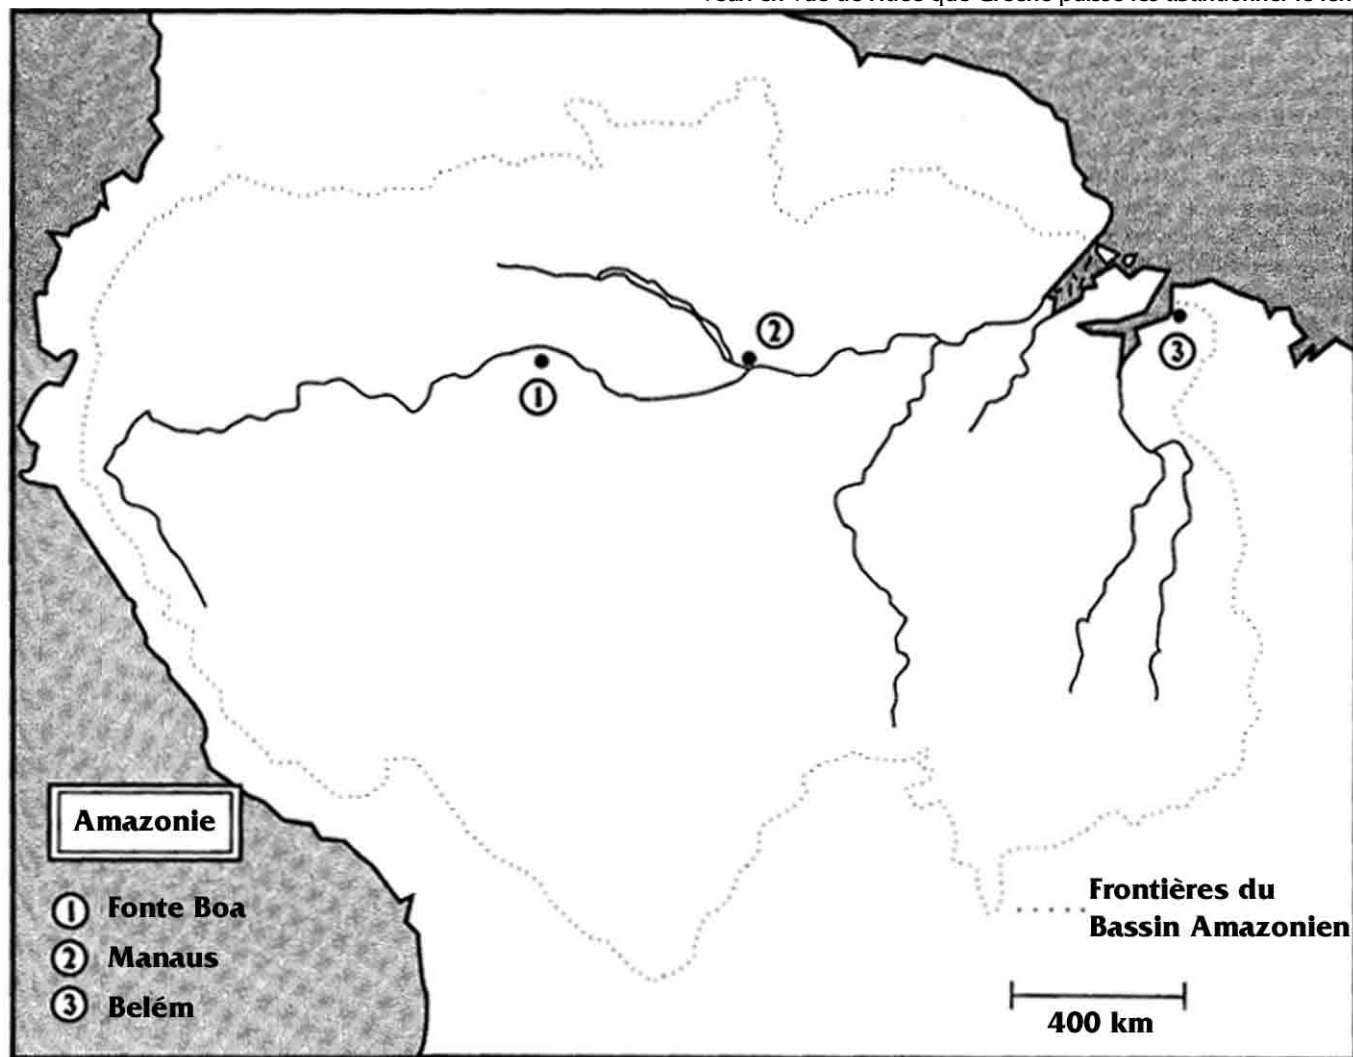 ②
①
③
Amazonie
① Fonte Boa
② Manaus
③ Belém
Frontières du
Bassin Amazonien
400 km